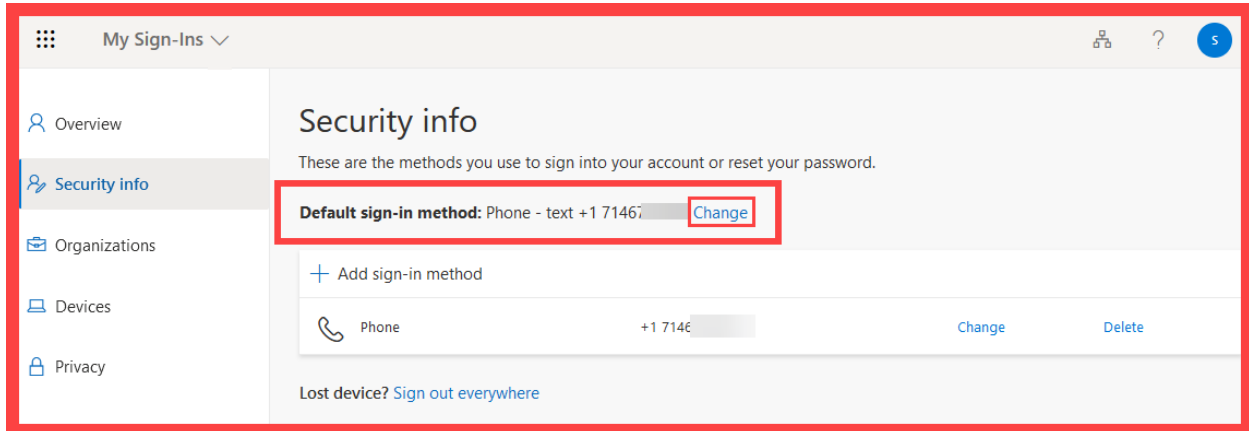 My Sign-Ins
?
S
Overview
Security info
Organizations
Devices
Privacy
Security info
These are the methods you use to sign into your account or reset your password.
Default sign-in method: Phone - text +1 7146 Change
Add sign-in method
Phone +1 7146 Change Delete
Lost device? Sign out everywhere